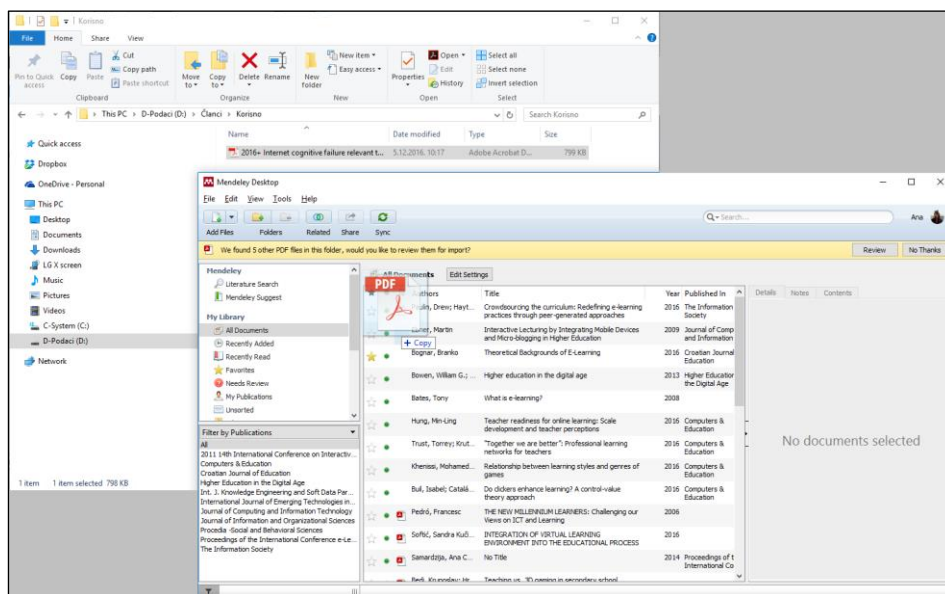 Korisno
File Home Share View
Pin to Quick access
Copy
Paste
Cut
Copy path
Paste shortcut
Clipboard
Move to
Copy to
Delete
Rename
Organize
New folder
New item
Easy access
New
Properties
Open
Edit
History
Open
Select all
Select none
Invert selection
Select
This PC > D-Podaci (D:) > Članci > Korisno
Search Korisno
Name Date modified Type Size
2016+ Internet cognitive failure relevant t... 5.12.2016. 10:17 Adobe Acrobat D... 799 KB
Quick access
Dropbox
OneDrive - Personal
This PC
Desktop
Documents
Downloads
LG X screen
Music
Pictures
Videos
C-System (C:)
D-Podaci (D:)
Network
1 item 1 item selected 798 KB
Mendeley Desktop
File Edit View Tools Help
Add Files Folders Related Share Sync
Search...
Ana
We found 5 other PDF files in this folder, would you like to review them for import?
Review No Thanks
Mendeley
Literature Search
Mendeley Suggest
My Library
All Documents
Recently Added
Recently Read
Favorites
Needs Review
My Publications
Unsorted
Filter by Publications
All
2011 14th International Conference on Interactiv...
Computers & Education
Croatian Journal of Education
Higher Education in the Digital Age
Int. J. Knowledge Engineering and Soft Data Par...
International Journal of Emerging Technologies in...
Journal of Computing and Information Technology
Journal of Information and Organizational Sciences
Procedia -Social and Behavioral Sciences
Proceedings of the International Conference e-Le...
The Information Society
All Documents Edit Settings
PDF
+ Copy
Authors Title Year Published In
Drew; Hayt... Crowdsourcing the curriculum: Redefining e-learning practices through peer-generated approaches 2016 The Information Society
Martin Interactive Lecturing by Integrating Mobile Devices and Micro-blogging in Higher Education 2009 Journal of Comp and Information
Bognar, Branko Theoretical Backgrounds of E-Learning 2016 Croatian Journal Education
Bowen, William G.; ... Higher education in the digital age 2013 Higher Education the Digital Age
Bates, Tony What is e-learning? 2008
Hung, Min-Ling Teacher readiness for online learning: Scale development and teacher perceptions 2016 Computers & Education
Trust, Torrey; Krut... "Together we are better": Professional learning networks for teachers 2016 Computers & Education
Khenissi, Mohamed... Relationship between learning styles and genres of games 2016 Computers & Education
Bul, Isabel; Catalá... Do clickers enhance learning? A control-value theory approach 2016 Computers & Education
Pedró, Francesc THE NEW MILLENNIUM LEARNERS: Challenging our Views on ICT and Learning 2006
Softić, Sandra Kuč... INTEGRATION OF VIRTUAL LEARNING ENVIRONMENT INTO THE EDUCATIONAL PROCESS 2016
Samardzija, Ana C... No Title 2014 Proceedings of t International Co
Details Notes Contents
No documents selected